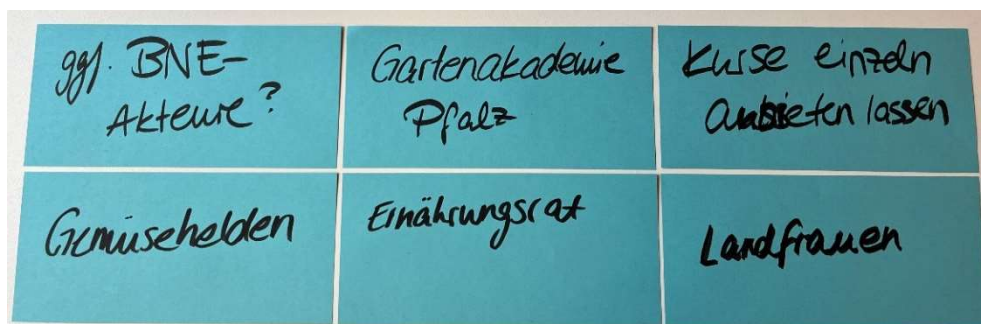 ggf. BNE-
Akteure?
Gartenakademie
Pfalz
Kurse einzeln
anbieten lassen
Gemüsehelden
Ernährungsrat
Landfrauen